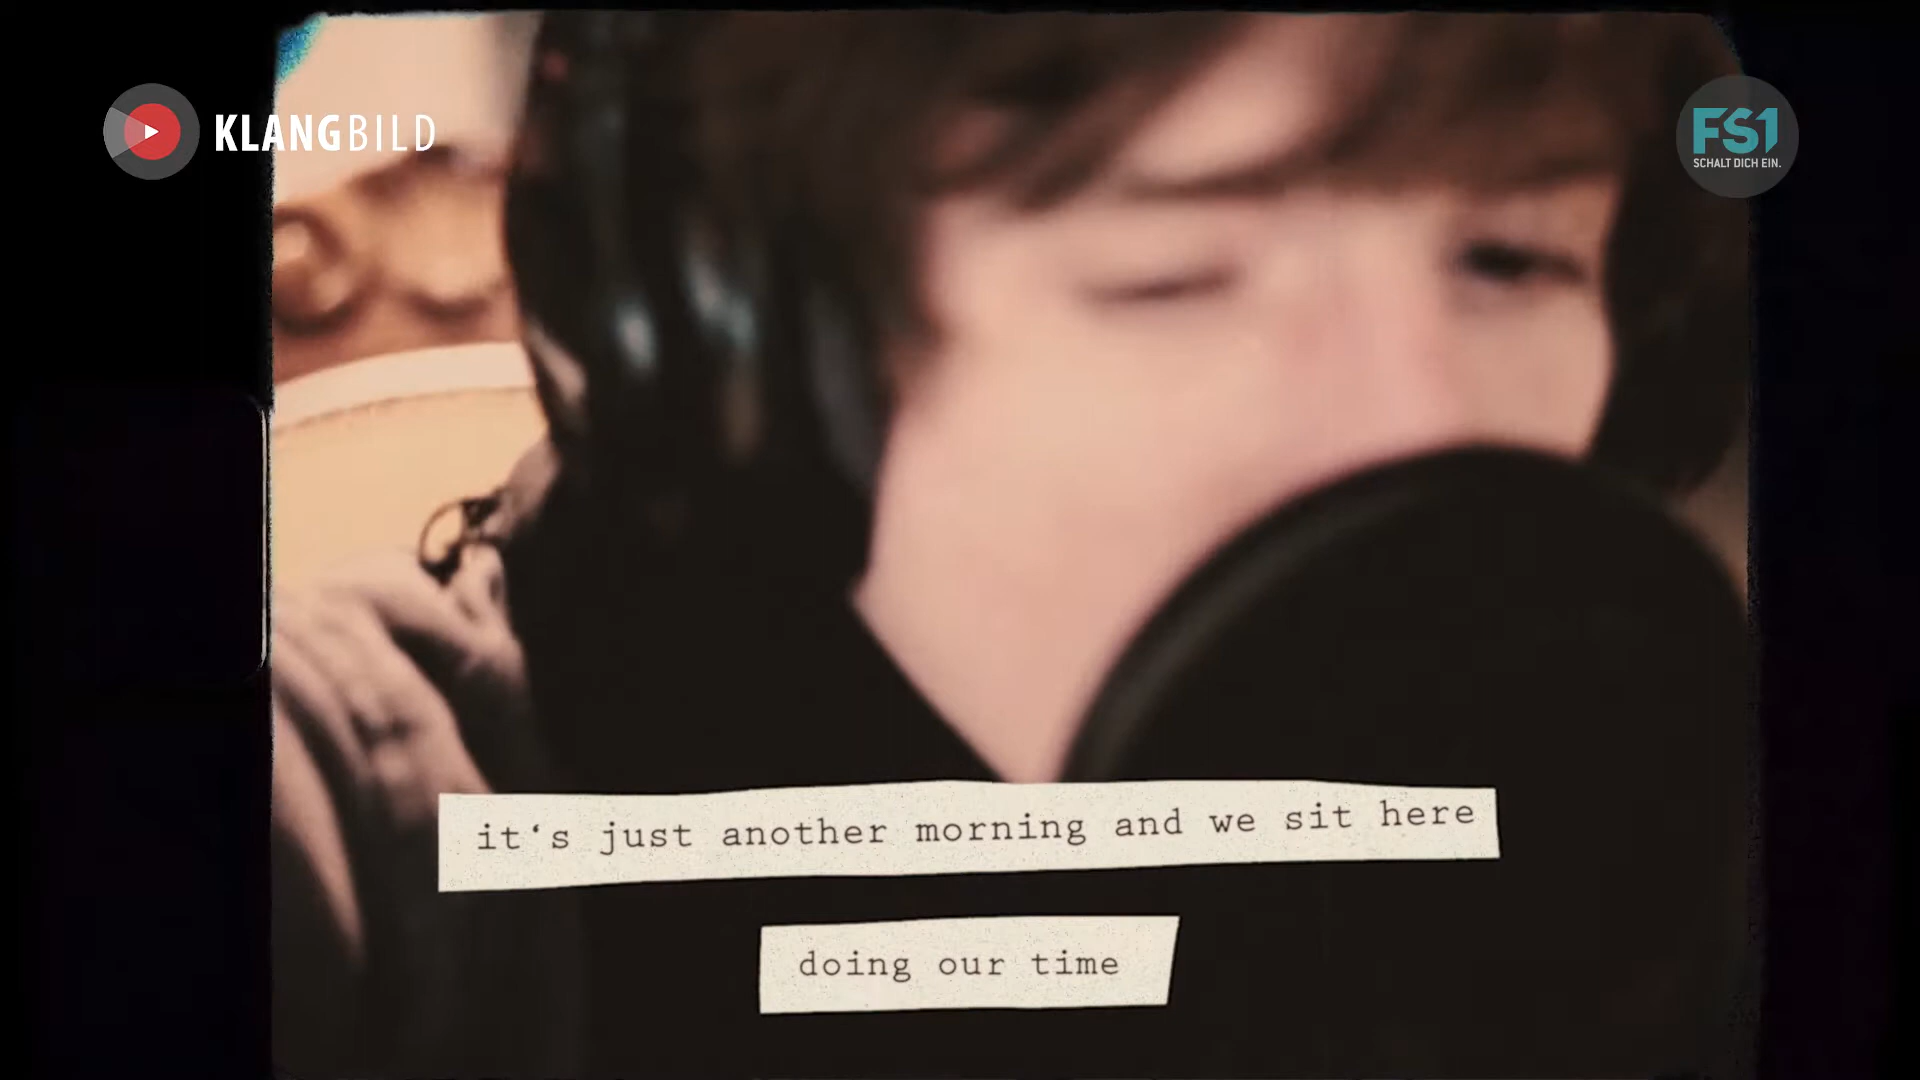 KLANGBILD
FS1
SCHALT DICH EIN.
it‘s just another morning and we sit here
doing our time